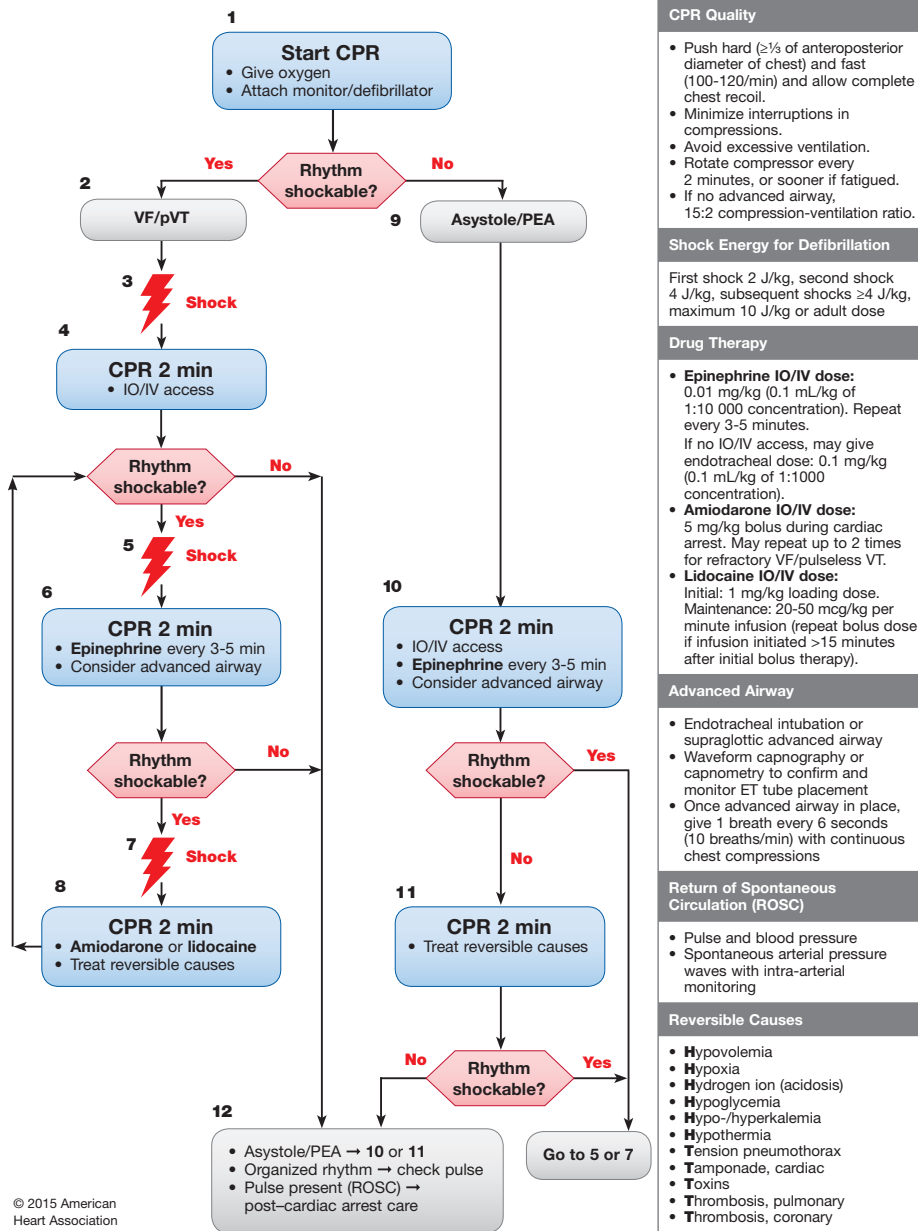 1
Start CPR
• Give oxygen
• Attach monitor/defibrillator
Yes
Rhythm
shockable?
No
2
VF/pVT
9
Asystole/PEA
3
Shock
4
CPR 2 min
• IO/IV access
Rhythm
shockable?
No
Yes
5
Shock
6
CPR 2 min
• Epinephrine every 3-5 min
• Consider advanced airway
Rhythm
shockable?
No
Yes
7
Shock
8
CPR 2 min
• Amiodarone or lidocaine
• Treat reversible causes
10
CPR 2 min
• IO/IV access
• Epinephrine every 3-5 min
• Consider advanced airway
Rhythm
shockable?
Yes
No
11
CPR 2 min
• Treat reversible causes
No
Rhythm
shockable?
Yes
12
• Asystole/PEA → 10 or 11
• Organized rhythm → check pulse
• Pulse present (ROSC) →
post–cardiac arrest care
Go to 5 or 7
© 2015 American
Heart Association
CPR Quality
• Push hard (≥⅓ of anteroposterior
diameter of chest) and fast
(100-120/min) and allow complete
chest recoil.
• Minimize interruptions in
compressions.
• Avoid excessive ventilation.
• Rotate compressor every
2 minutes, or sooner if fatigued.
• If no advanced airway,
15:2 compression-ventilation ratio.
Shock Energy for Defibrillation
First shock 2 J/kg, second shock
4 J/kg, subsequent shocks ≥4 J/kg,
maximum 10 J/kg or adult dose
Drug Therapy
• Epinephrine IO/IV dose:
0.01 mg/kg (0.1 mL/kg of
1:10 000 concentration). Repeat
every 3-5 minutes.
If no IO/IV access, may give
endotracheal dose: 0.1 mg/kg
(0.1 mL/kg of 1:1000
concentration).
• Amiodarone IO/IV dose:
5 mg/kg bolus during cardiac
arrest. May repeat up to 2 times
for refractory VF/pulseless VT.
• Lidocaine IO/IV dose:
Initial: 1 mg/kg loading dose.
Maintenance: 20-50 mcg/kg per
minute infusion (repeat bolus dose
if infusion initiated >15 minutes
after initial bolus therapy).
Advanced Airway
• Endotracheal intubation or
supraglottic advanced airway
• Waveform capnography or
capnometry to confirm and
monitor ET tube placement
• Once advanced airway in place,
give 1 breath every 6 seconds
(10 breaths/min) with continuous
chest compressions
Return of Spontaneous
Circulation (ROSC)
• Pulse and blood pressure
• Spontaneous arterial pressure
waves with intra-arterial
monitoring
Reversible Causes
• Hypovolemia
• Hypoxia
• Hydrogen ion (acidosis)
• Hypoglycemia
• Hypo-/hyperkalemia
• Hypothermia
• Tension pneumothorax
• Tamponade, cardiac
• Toxins
• Thrombosis, pulmonary
• Thrombosis, coronary